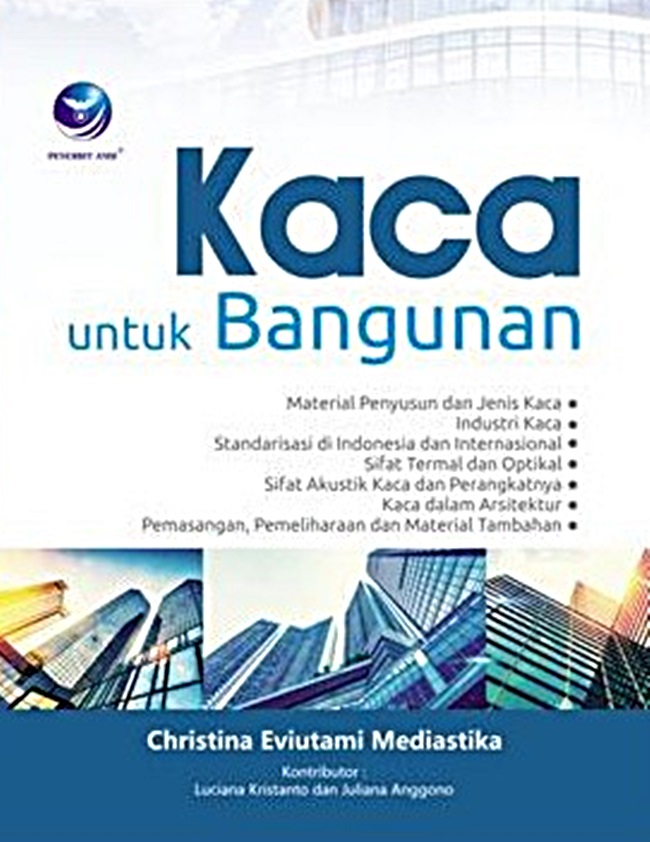 PENERBIT ANDI®
Kaca
untuk Bangunan
Material Penyusun dan Jenis Kaca •
Industri Kaca •
Standarisasi di Indonesia dan Internasional •
Sifat Termal dan Optikal •
Sifat Akustik Kaca dan Perangkatnya •
Kaca dalam Arsitektur •
Pemasangan, Pemeliharaan dan Material Tambahan •
Christina Eviutami Mediastika
Kontributor :
Luciana Kristanto dan Juliana Anggono